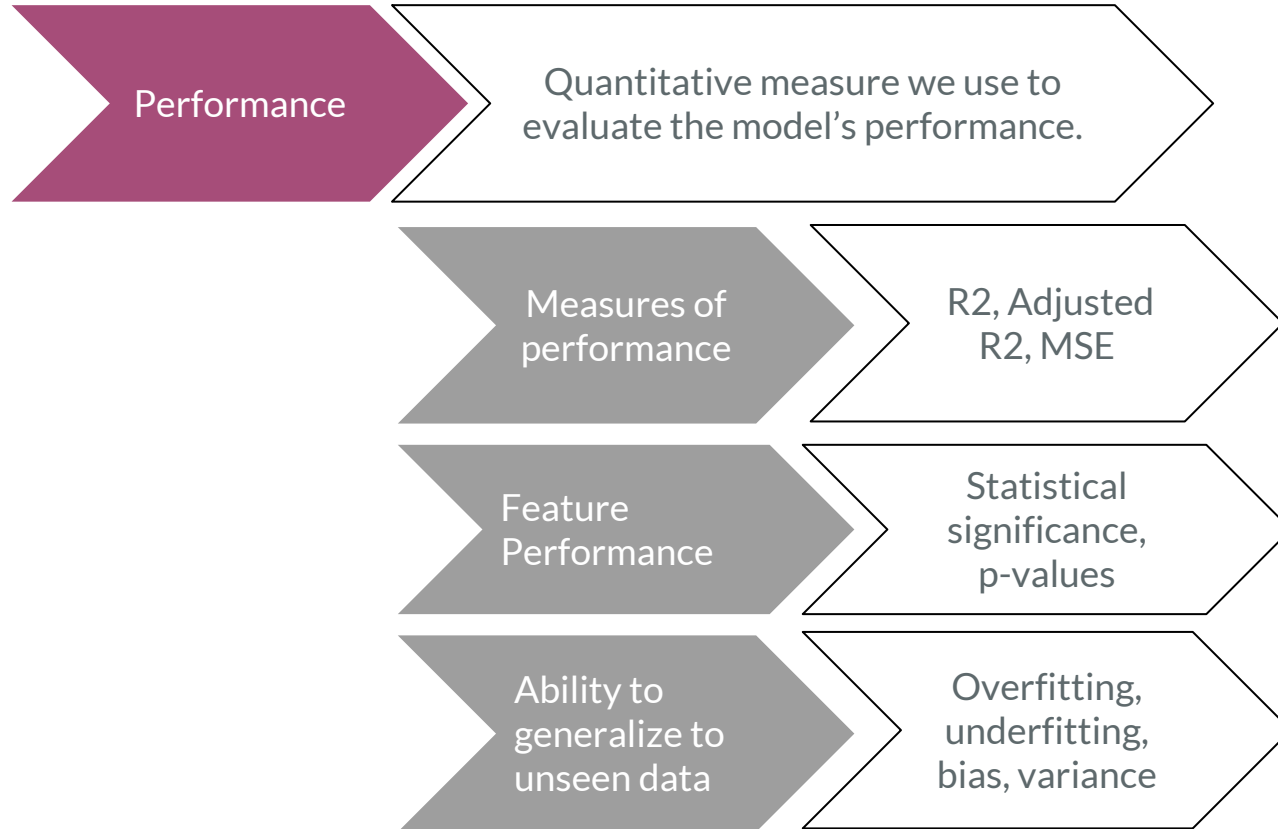 Performance
Quantitative measure we use to
evaluate the model’s performance.
Measures of
performance
R2, Adjusted
R2, MSE
Feature
Performance
Statistical
significance,
p-values
Ability to
generalize to
unseen data
Overfitting,
underfitting,
bias, variance